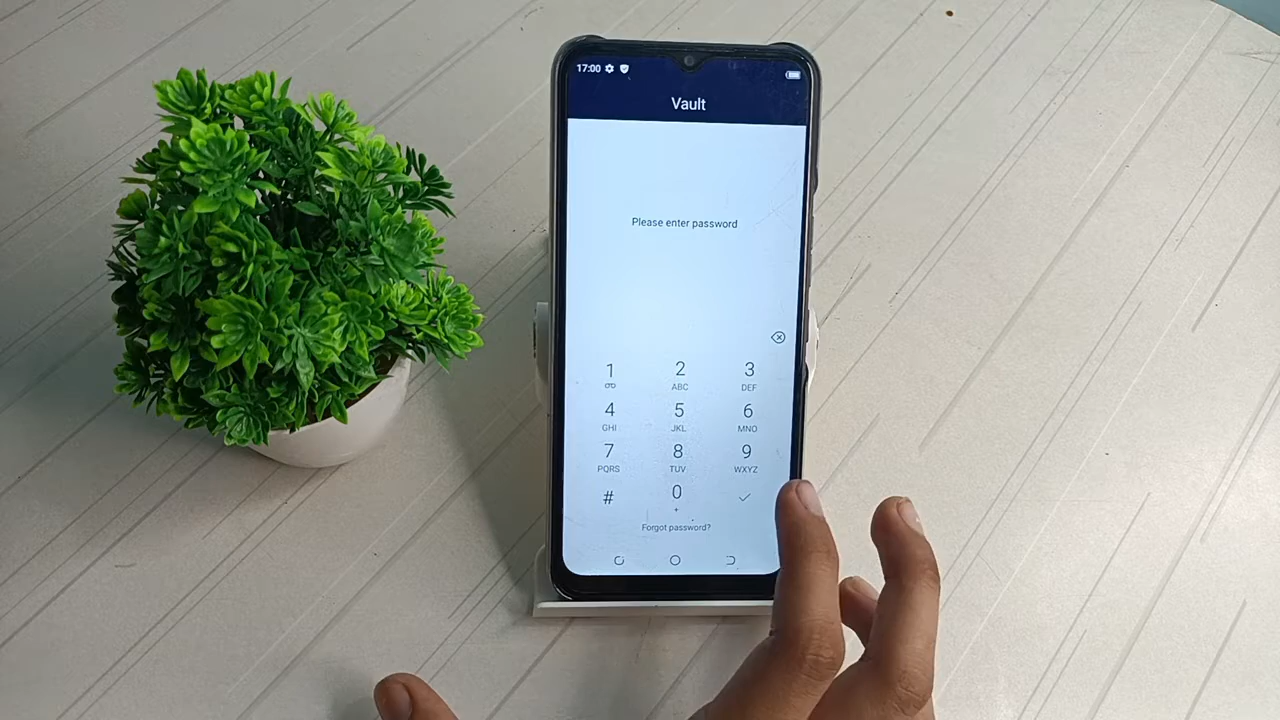 17:00
Vault
Please enter password
1 2 3
ABC DEF
4 5 6
GHI JKL MNO
7 8 9
PQRS TUV WXYZ
# 0
+
Forgot password?